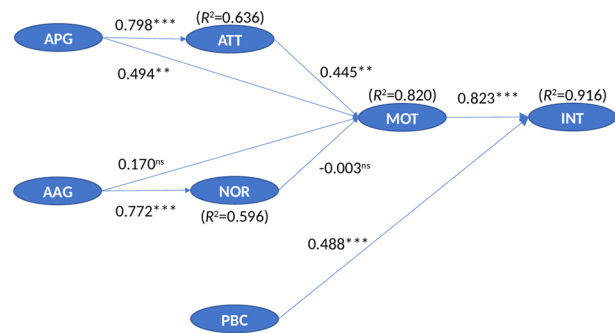 0.798***
(R²=0.636)
APG
ATT
0.494**
0.445**
(R²=0.820)
0.823***
(R²=0.916)
MOT
INT
0.170ⁿˢ
-0.003ⁿˢ
AAG
NOR
0.772***
(R²=0.596)
0.488***
PBC